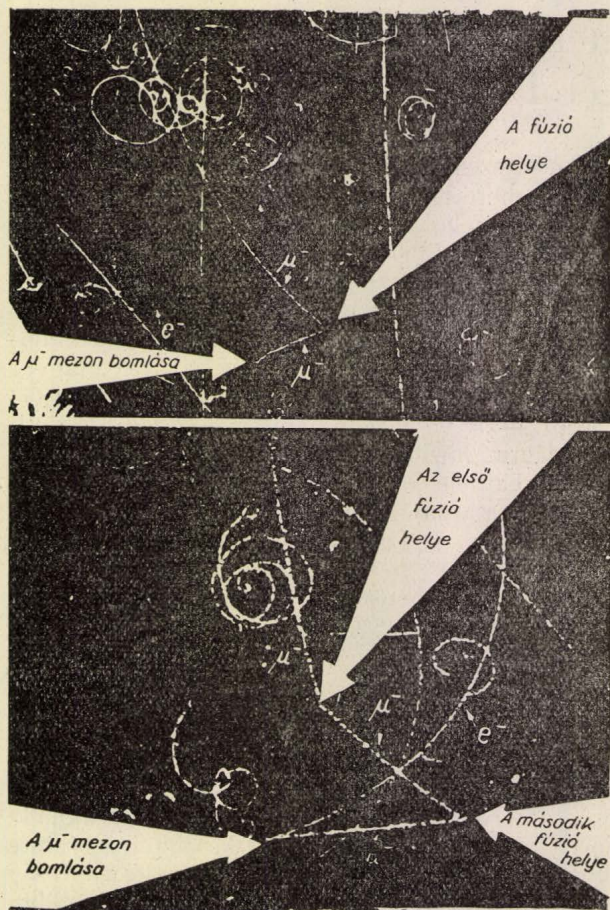 A fúzió
helye
μ⁻
e⁻
A μ⁻ mezon bomlása
μ⁻
Az első
fúzió
helye
μ⁻
μ⁻
e⁻
A μ⁻ mezon
bomlása
A második
fúzió
helye